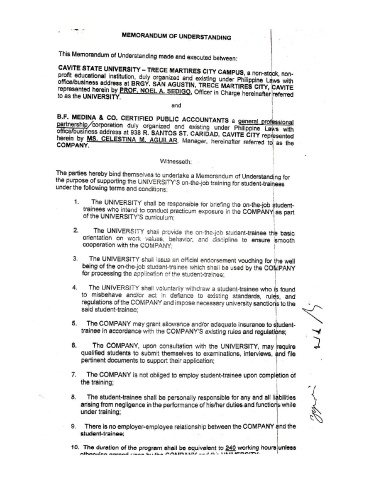 MEMORANDUM OF UNDERSTANDING
This Memorandum of Understanding made and executed between:
CAVITE STATE UNIVERSITY – TRECE MARTIRES CITY CAMPUS, a non-stock, non-
profit educational institution, duly organized and existing under Philippine Laws with
office/business address at BRGY. SAN AGUSTIN, TRECE MARTIRES CITY, CAVITE
represented herein by PROF. NOEL A. SEDIGO, Officer in Charge hereinafter referred
to as the UNIVERSITY.
and
B.F. MEDINA & CO. CERTIFIED PUBLIC ACCOUNTANTS a general professional
partnership/corporation duly organized and existing under Philippine Laws with
office/business address at 938 R. SANTOS ST. CARIDAD, CAVITE CITY represented
herein by MS. CELESTINA M. AGUILAR. Manager, hereinafter referred to as the
COMPANY.
Witnesseth:
The parties hereby bind themselves to undertake a Memorandum of Understanding for
the purpose of supporting the UNIVERSITY'S on-the-job training for student-trainees
under the following terms and conditions:
1. The UNIVERSITY shall be responsible for briefing the on-the-job student-
trainees who intend to conduct practicum exposure in the COMPANY as part
of the UNIVERSITY'S curriculum;
2. The UNIVERSITY shall provide the on-the-job student-trainee the basic
orientation on work, values, behavior, and discipline to ensure smooth
cooperation with the COMPANY;
3. The UNIVERSITY shall issue an official endorsement vouching for the well
being of the on-the-job student-trainee which shall be used by the COMPANY
for processing the application of the student-trainee;
4. The UNIVERSITY shall voluntarily withdraw a student-trainee who is found
to misbehave and/or act in defiance to existing standards, rules, and
regulations of the COMPANY and impose necessary university sanctions to the
said student-trainee;
5. The COMPANY may grant allowance and/or adequate insurance to student-
trainee in accordance with the COMPANY'S existing rules and regulations;
6. The COMPANY, upon consultation with the UNIVERSITY, may require
qualified students to submit themselves to examinations, interviews, and file
pertinent documents to support their application;
7. The COMPANY is not obliged to employ student-trainee upon completion of
the training;
8. The student-trainee shall be personally responsible for any and all liabilities
arising from negligence in the performance of his/her duties and functions while
under training;
9. There is no employer-employee relationship between the COMPANY and the
student-trainee;
10. The duration of the program shall be equivalent to 240 working hours unless
otherwise agreed upon by the COMPANY and the UNIVERSITY